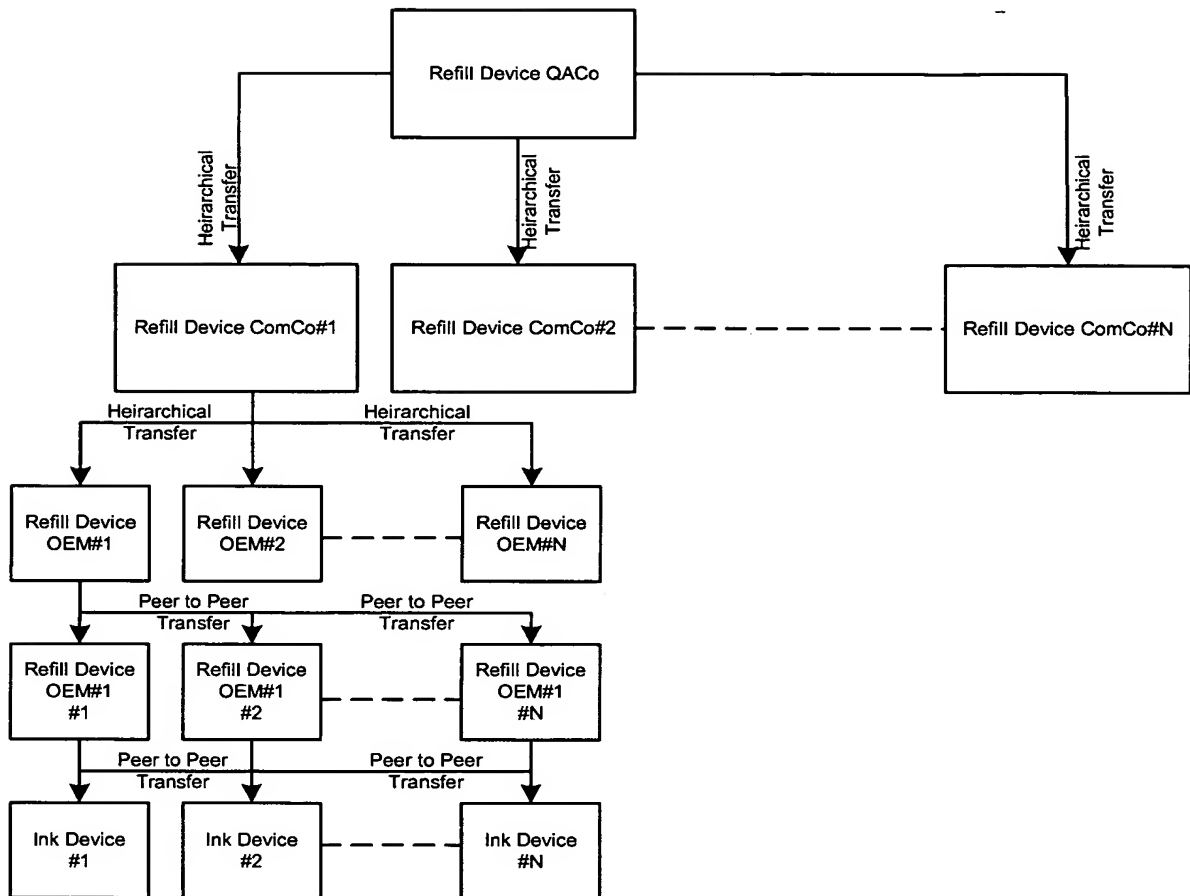 Refill Device QACo
Heirarchical
Transfer
Heirarchical
Transfer
Heirarchical
Transfer
Refill Device ComCo#1
Refill Device ComCo#2
Refill Device ComCo#N
Heirarchical
Transfer
Heirarchical
Transfer
Refill Device
OEM#1
Refill Device
OEM#2
Refill Device
OEM#N
Peer to Peer
Transfer
Peer to Peer
Transfer
Refill Device
OEM#1
#1
Refill Device
OEM#1
#2
Refill Device
OEM#1
#N
Peer to Peer
Transfer
Peer to Peer
Transfer
Ink Device
#1
Ink Device
#2
Ink Device
#N